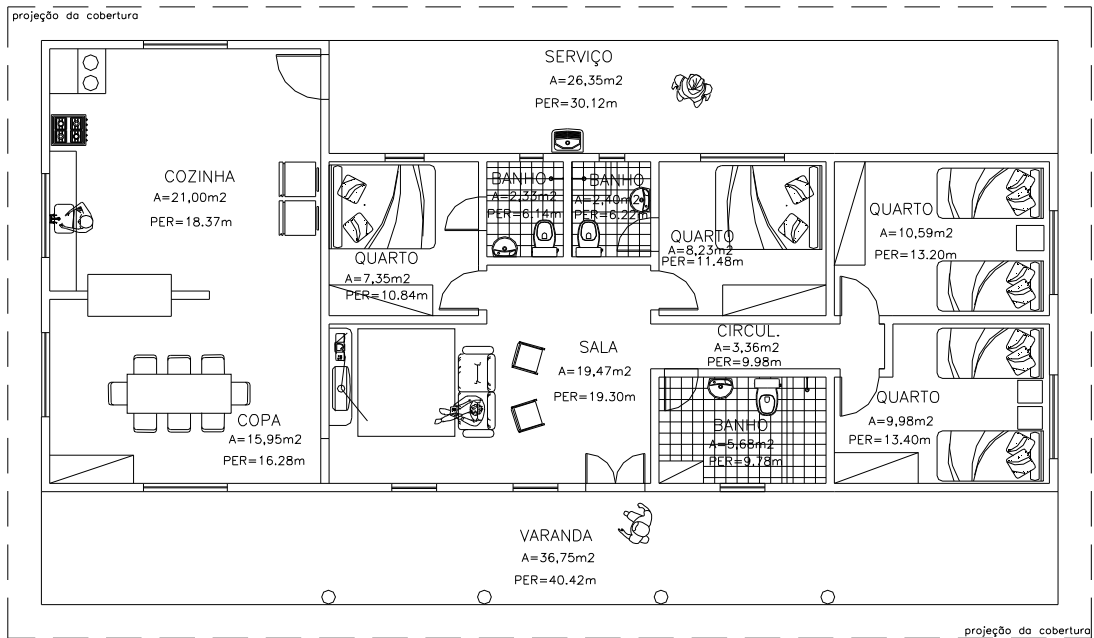 projeção da cobertura
SERVIÇO
A=26,35m2
PER=30.12m
COZINHA
A=21,00m2
PER=18.37m
BANHO
A=2,35m2
PER=6.14m
BANHO
A=2,40m2
PER=6.22m
QUARTO
A=7,35m2
PER=10.84m
QUARTO
A=8,23m2
PER=11.48m
QUARTO
A=10,59m2
PER=13.20m
CIRCUL.
A=3,36m2
PER=9.98m
SALA
A=19,47m2
PER=19.30m
COPA
A=15,95m2
PER=16.28m
BANHO
A=5,68m2
PER=9.78m
QUARTO
A=9,98m2
PER=13.40m
VARANDA
A=36,75m2
PER=40.42m
projeção da cobertura